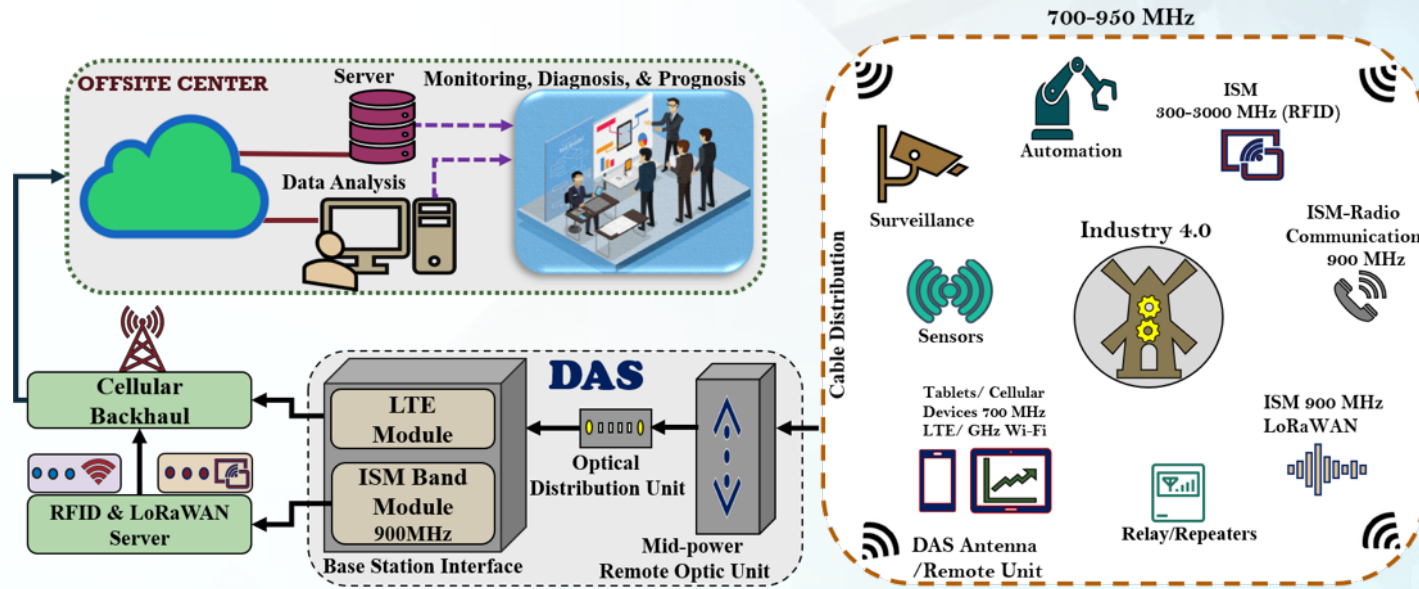 700-950 MHz
OFFSITE CENTER
Server
Monitoring, Diagnosis, & Prognosis
Data Analysis
Cellular
Backhaul
RFID & LoRaWAN
Server
DAS
LTE
Module
ISM Band
Module
900MHz
Base Station Interface
Optical
Distribution Unit
Mid-power
Remote Optic Unit
Cable Distribution
Automation
ISM
300-3000 MHz (RFID)
Surveillance
Industry 4.0
ISM-Radio
Communication
900 MHz
Sensors
Tablets/ Cellular
Devices 700 MHz
LTE/ GHz Wi-Fi
ISM 900 MHz
LoRaWAN
Relay/Repeaters
DAS Antenna
/Remote Unit